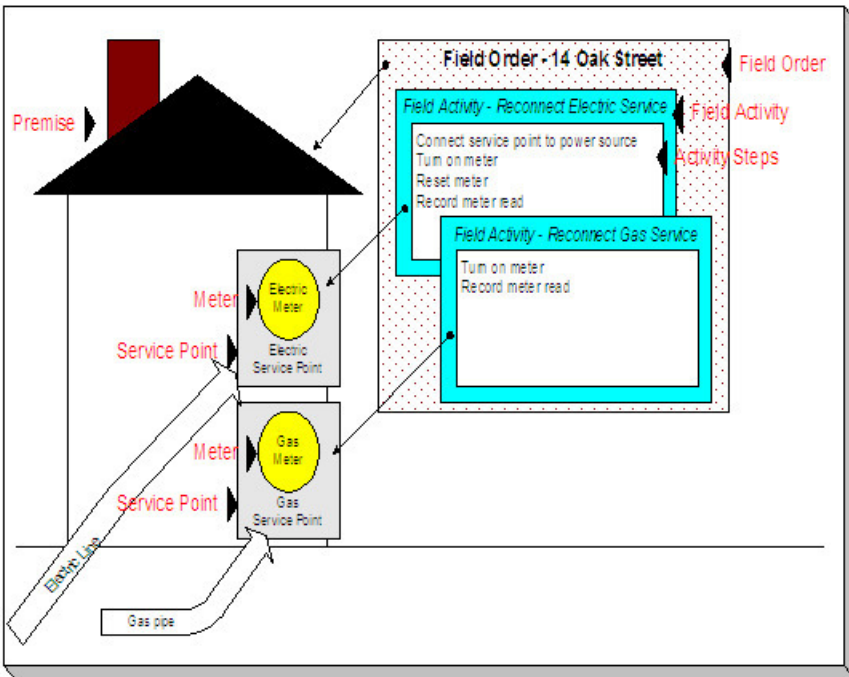 Field Order - 14 Oak Street
Field Order
Field Activity - Reconnect Electric Service
Field Activity
Premise
Connect service point to power source
Turn on meter
Reset meter
Record meter read
Activity Steps
Field Activity - Reconnect Gas Service
Turn on meter
Record meter read
Meter
Electric
Meter
Service Point
Electric
Service Point
Meter
Gas
Meter
Service Point
Gas
Service Point
Electric Line
Gas pipe